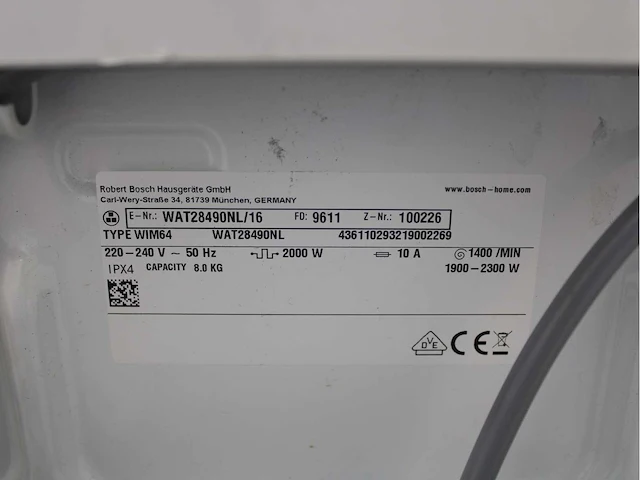 Robert Bosch Hausgeräte GmbH www.bosch-home.com
Carl-Wery-Straße 34, 81739 München, GERMANY
E-Nr.: WAT28490NL/16 FD: 9611 Z-Nr.: 100226
TYPE WIM64 WAT28490NL 436110293219002269
220-240 V ~ 50 Hz 2000 W 10 A 1400 /MIN
IPX4 CAPACITY 8.0 KG 1900-2300 W
DVE CE